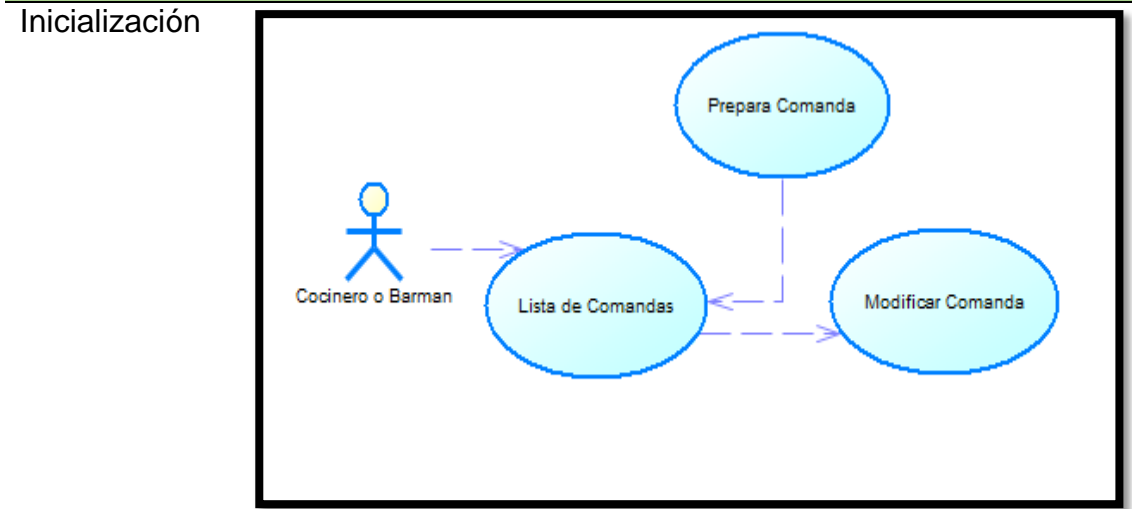 Inicialización
Prepara Comanda
Cocinero o Barman
Lista de Comandas
Modificar Comanda